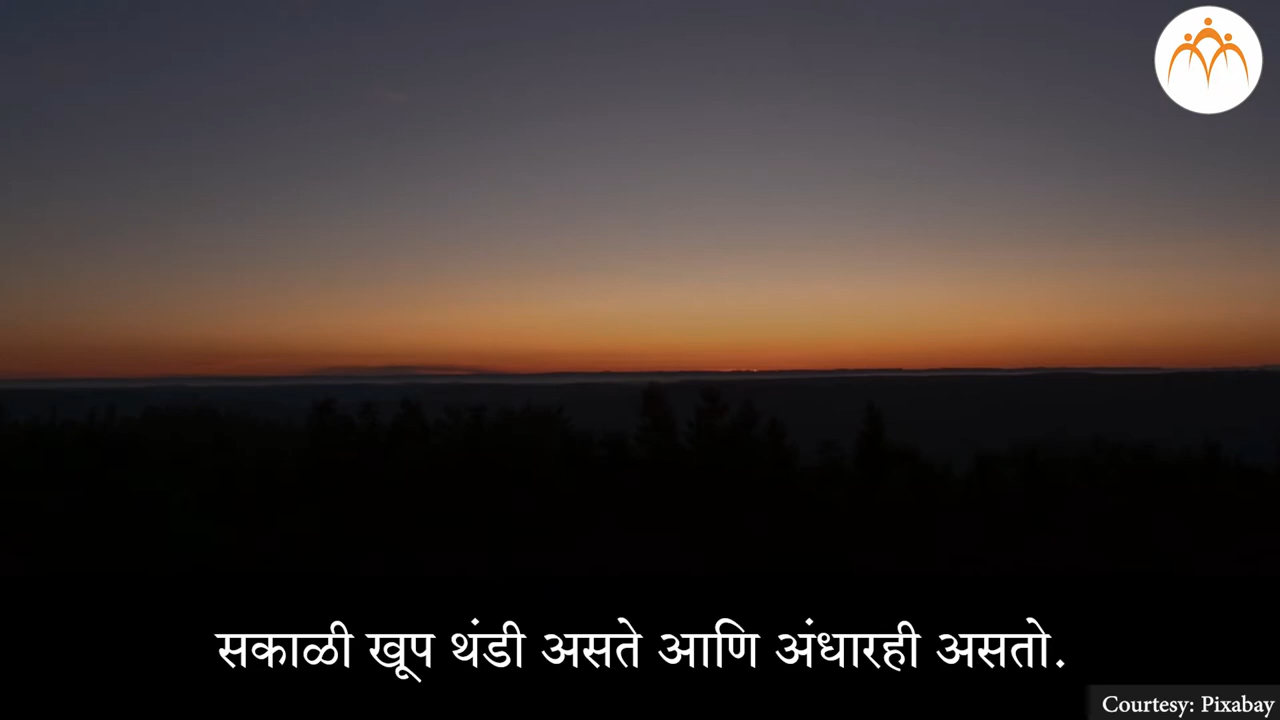 सकाळी खूप थंडी असते आणि अंधारही असतो.
Courtesy: Pixabay